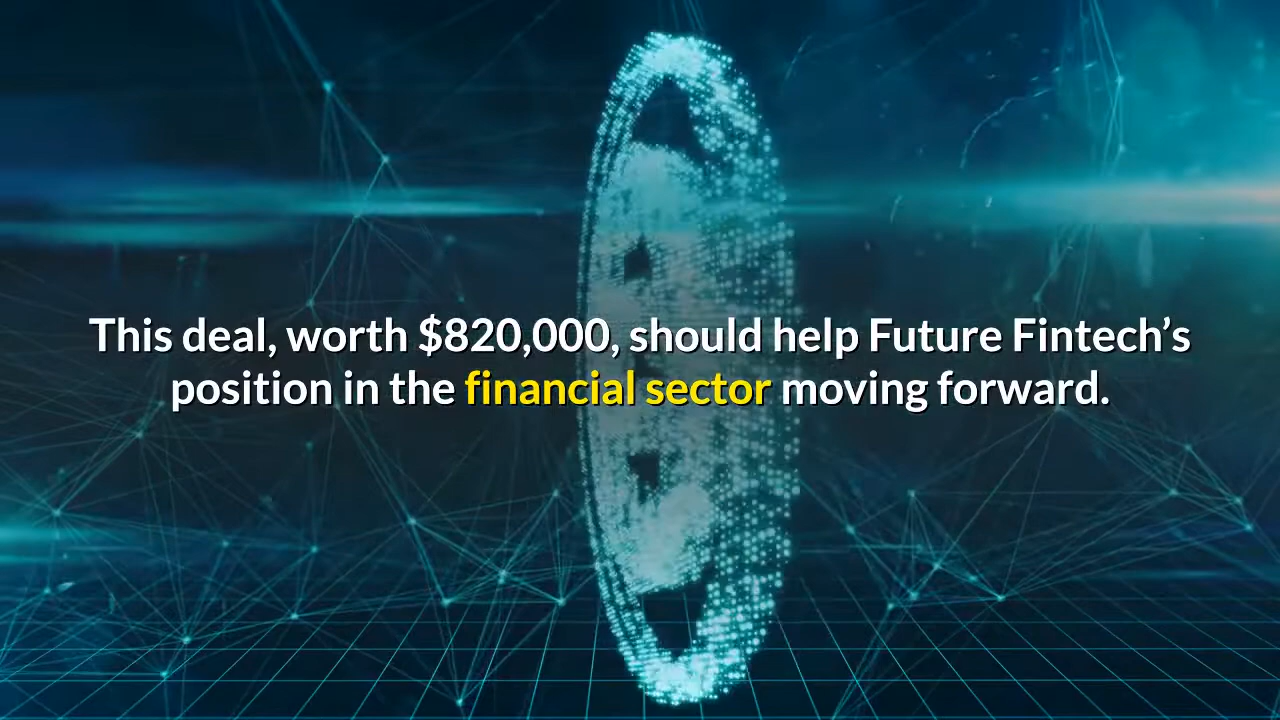 This deal, worth $820,000, should help Future Fintech’s
position in the financial sector moving forward.